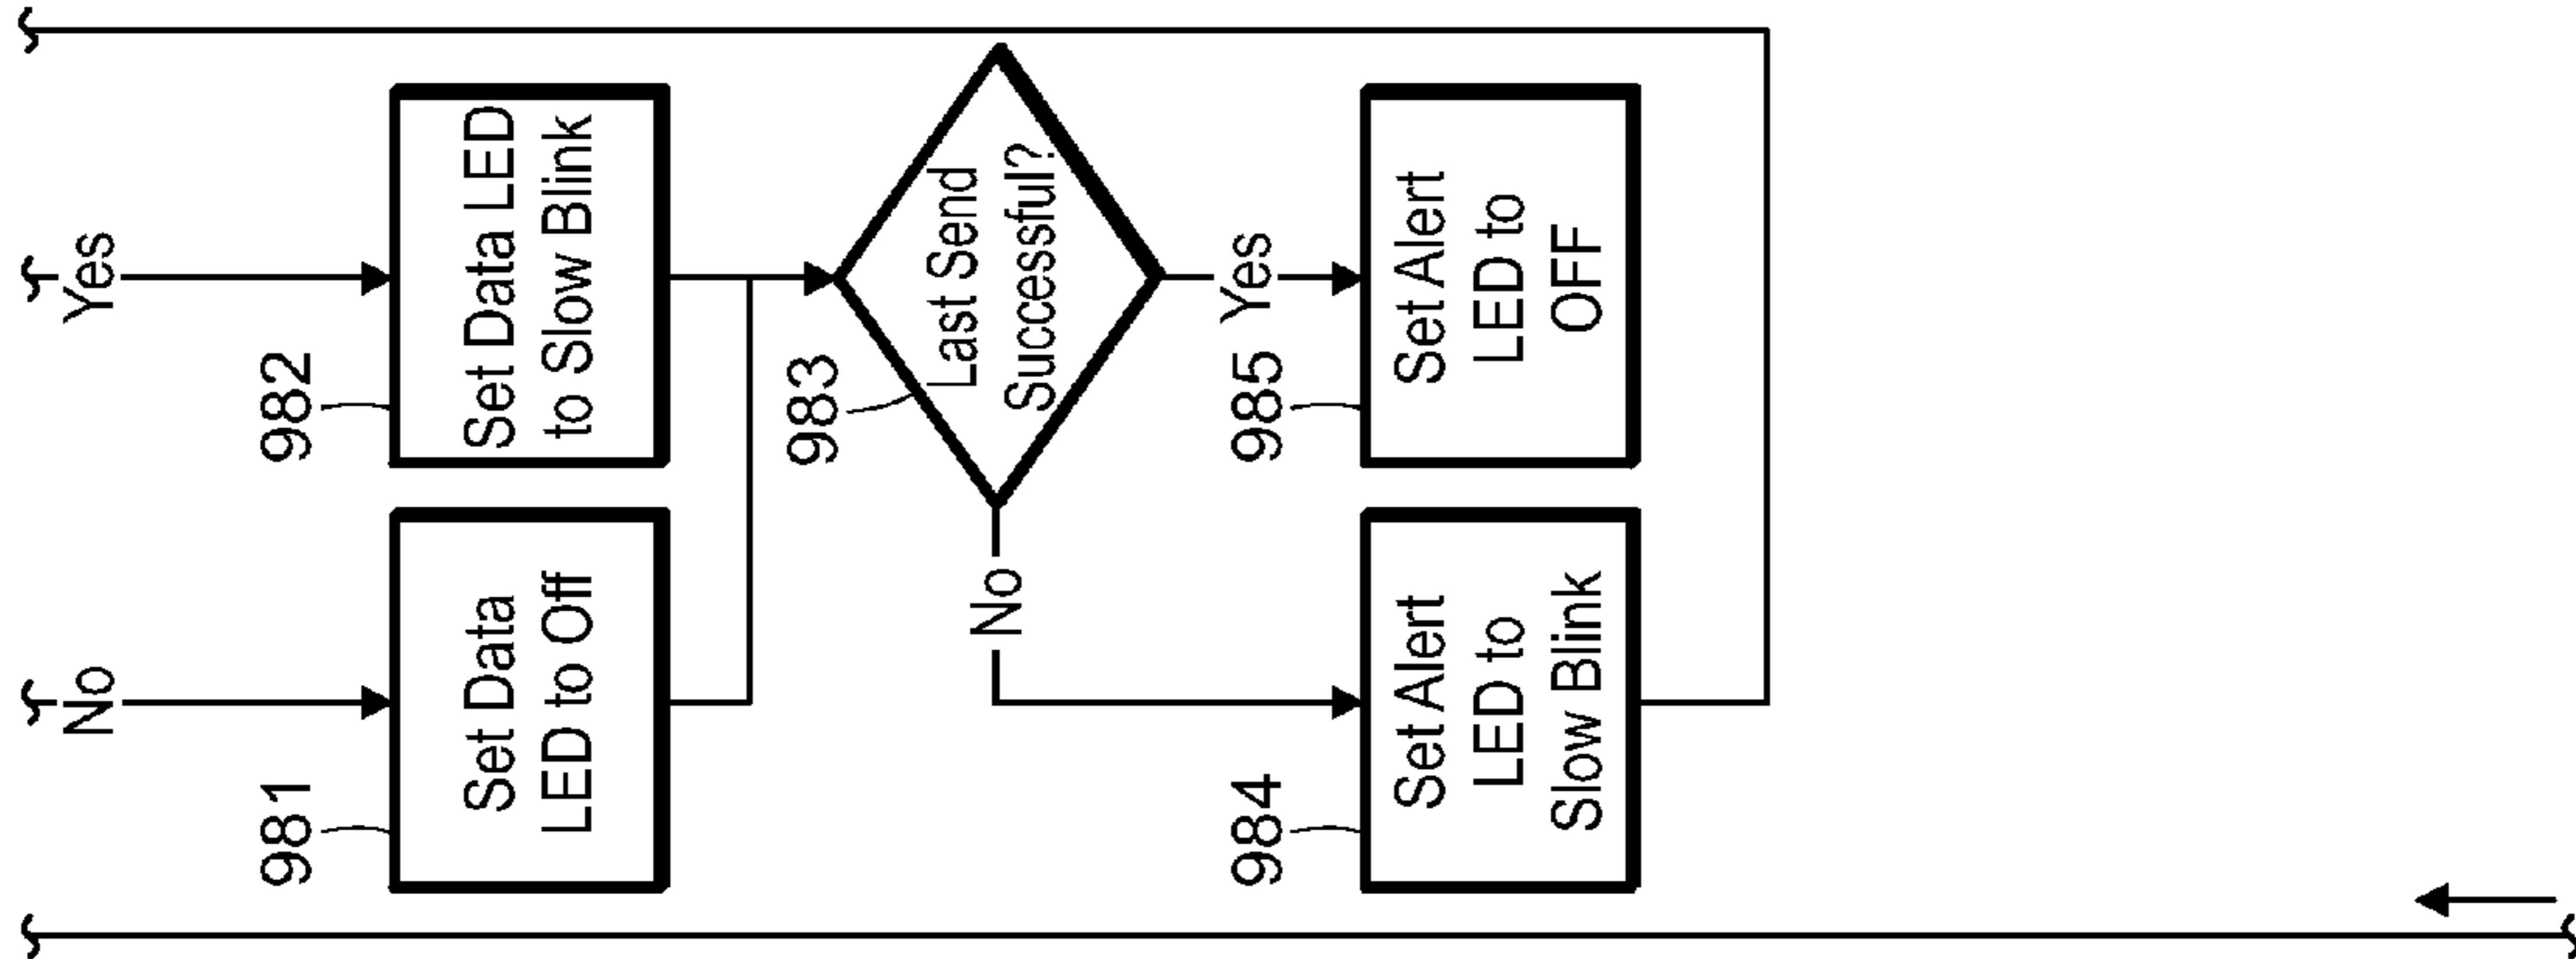 No
Yes
981
982
Set Data
LED to Off
Set Data LED
to Slow Blink
983
Last Send
Successful?
No
Yes
984
985
Set Alert
LED to
Slow Blink
Set Alert
LED to
OFF